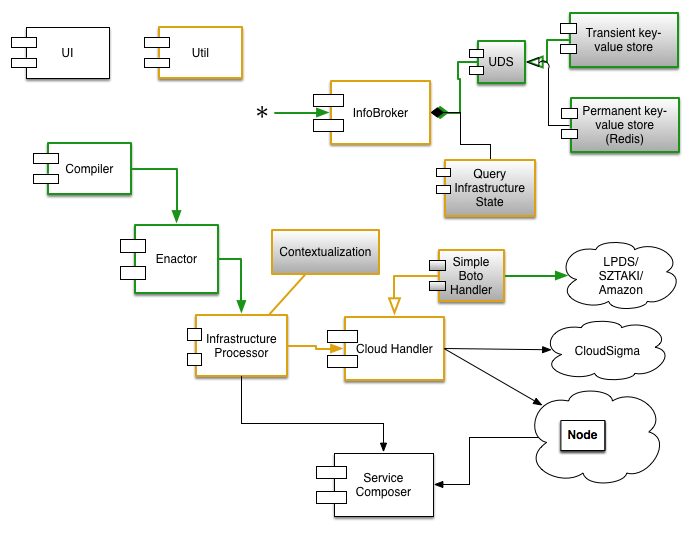 UI
Util
UDS
Transient key-
value store
*
InfoBroker
Permanent key-
value store
(Redis)
Compiler
Query
Infrastructure
State
Enactor
Contextualization
Simple
Boto
Handler
LPDS/
SZTAKI/
Amazon
Infrastructure
Processor
Cloud Handler
CloudSigma
Node
Service
Composer